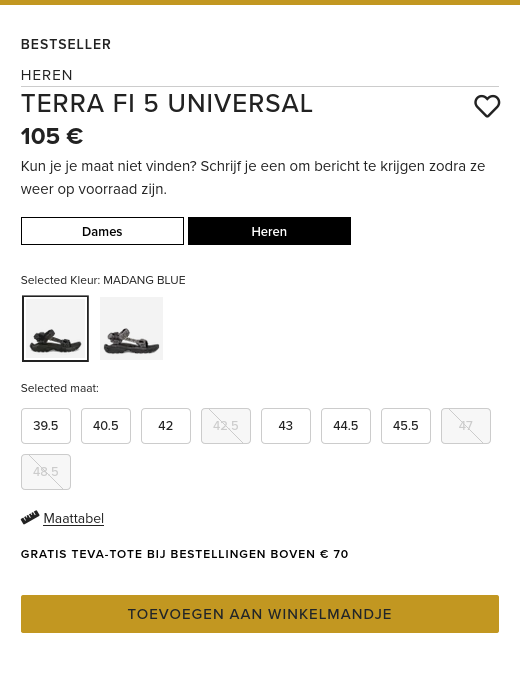 BESTSELLER
HEREN
TERRA FI 5 UNIVERSAL
105 €
Kun je je maat niet vinden? Schrijf je een om bericht te krijgen zodra ze
weer op voorraad zijn.
Dames Heren
Selected Kleur: MADANG BLUE
Selected maat:
39.5 40.5 42 42.5 43 44.5 45.5 47
48.5
Maattabel
GRATIS TEVA-TOTE BIJ BESTELLINGEN BOVEN € 70
TOEVOEGEN AAN WINKELMANDJE